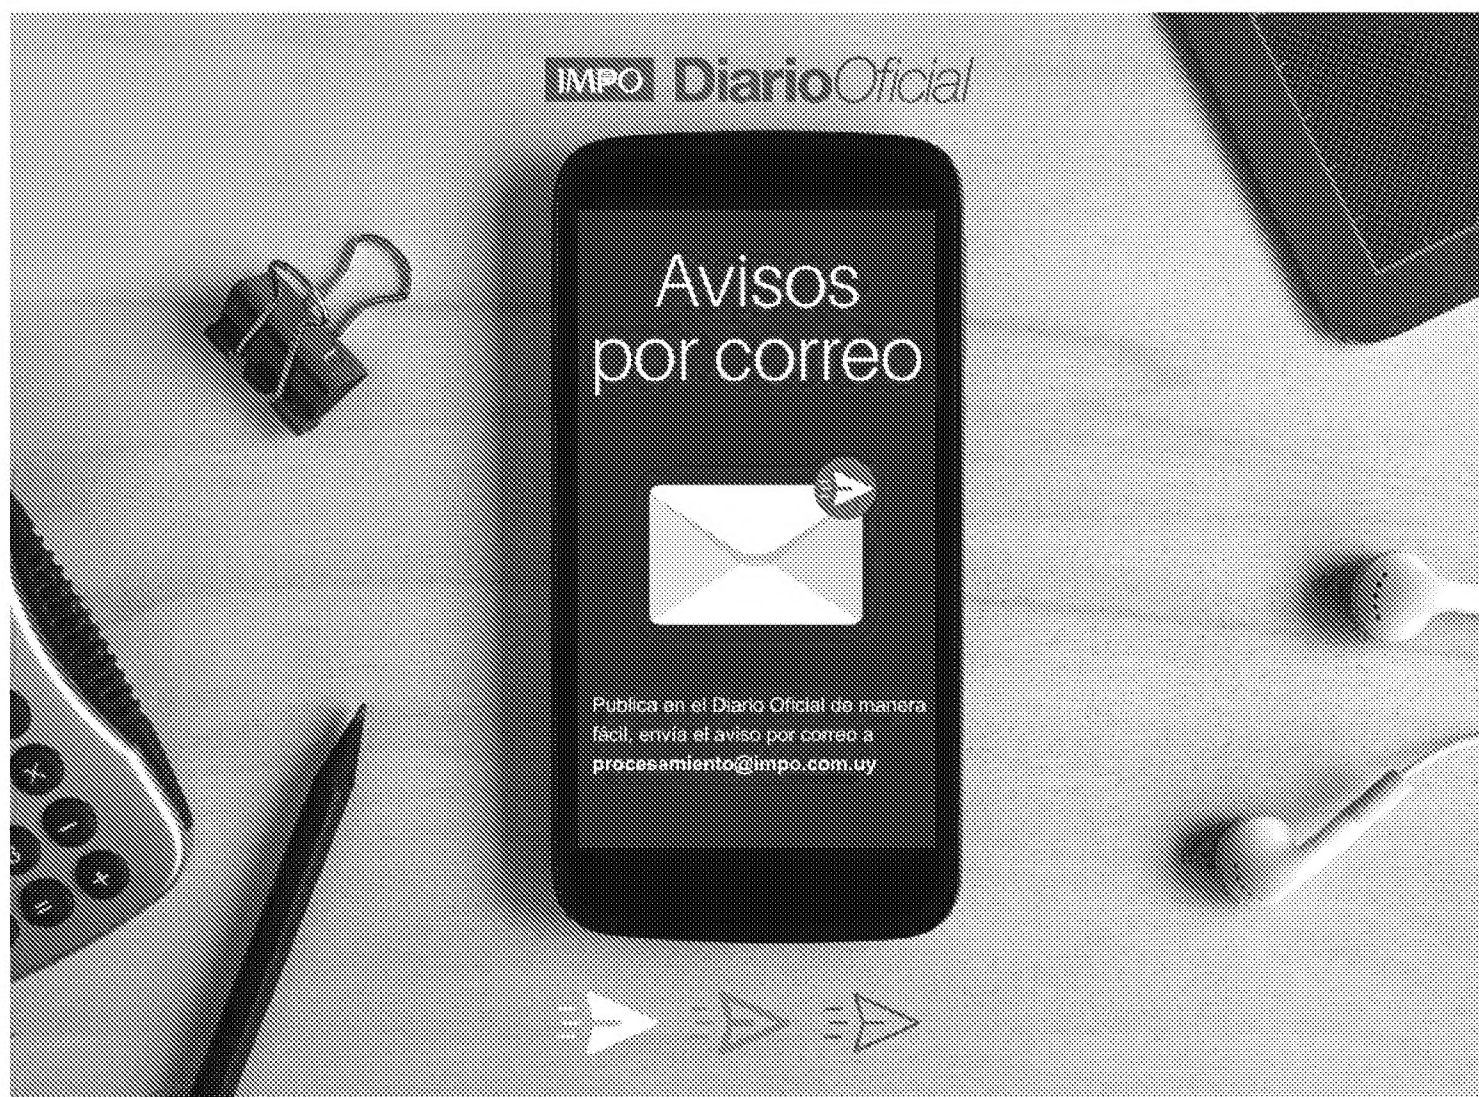 IMPO DiarioOficial
Avisos
por correo
Publica en el Diario Oficial de manera
fácil, envía el aviso por correo a
procesamiento@impo.com.uy